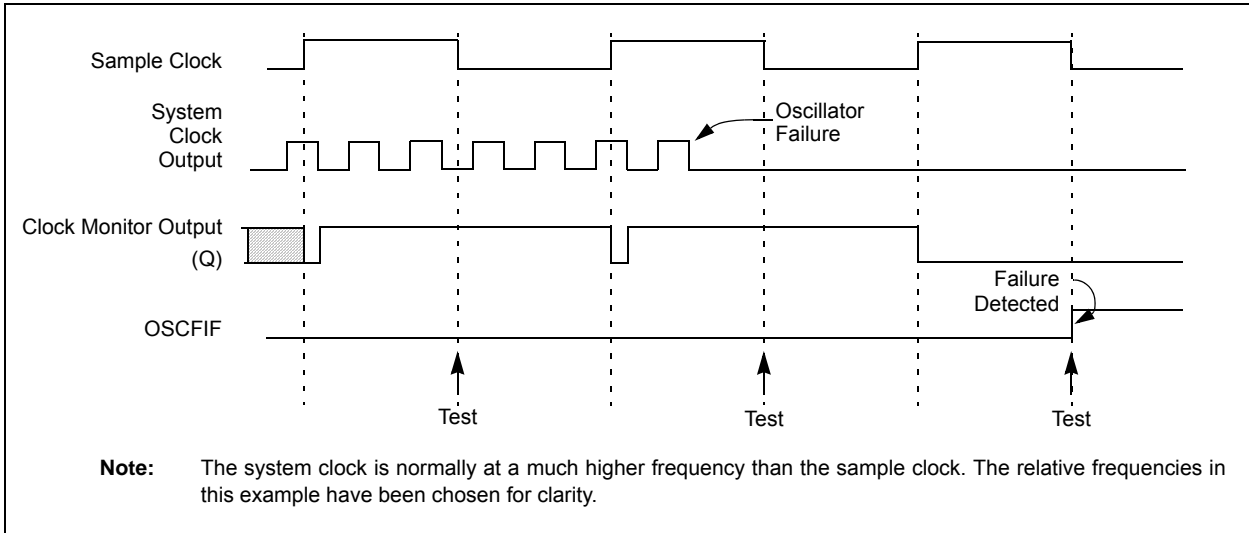 Sample Clock
System
Clock
Output
Oscillator
Failure
Clock Monitor Output
(Q)
Failure
Detected
OSCFIF
Test
Test
Test
Note: The system clock is normally at a much higher frequency than the sample clock. The relative frequencies in
this example have been chosen for clarity.